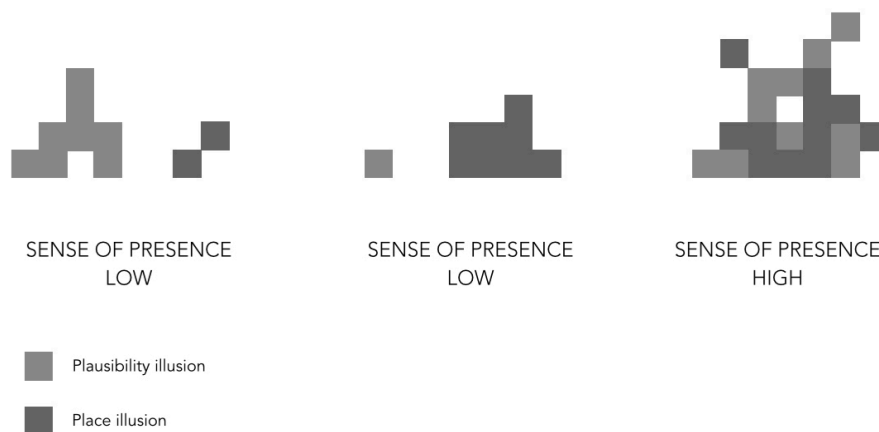 SENSE OF PRESENCE
LOW
SENSE OF PRESENCE
LOW
SENSE OF PRESENCE
HIGH
Plausibility illusion
Place illusion